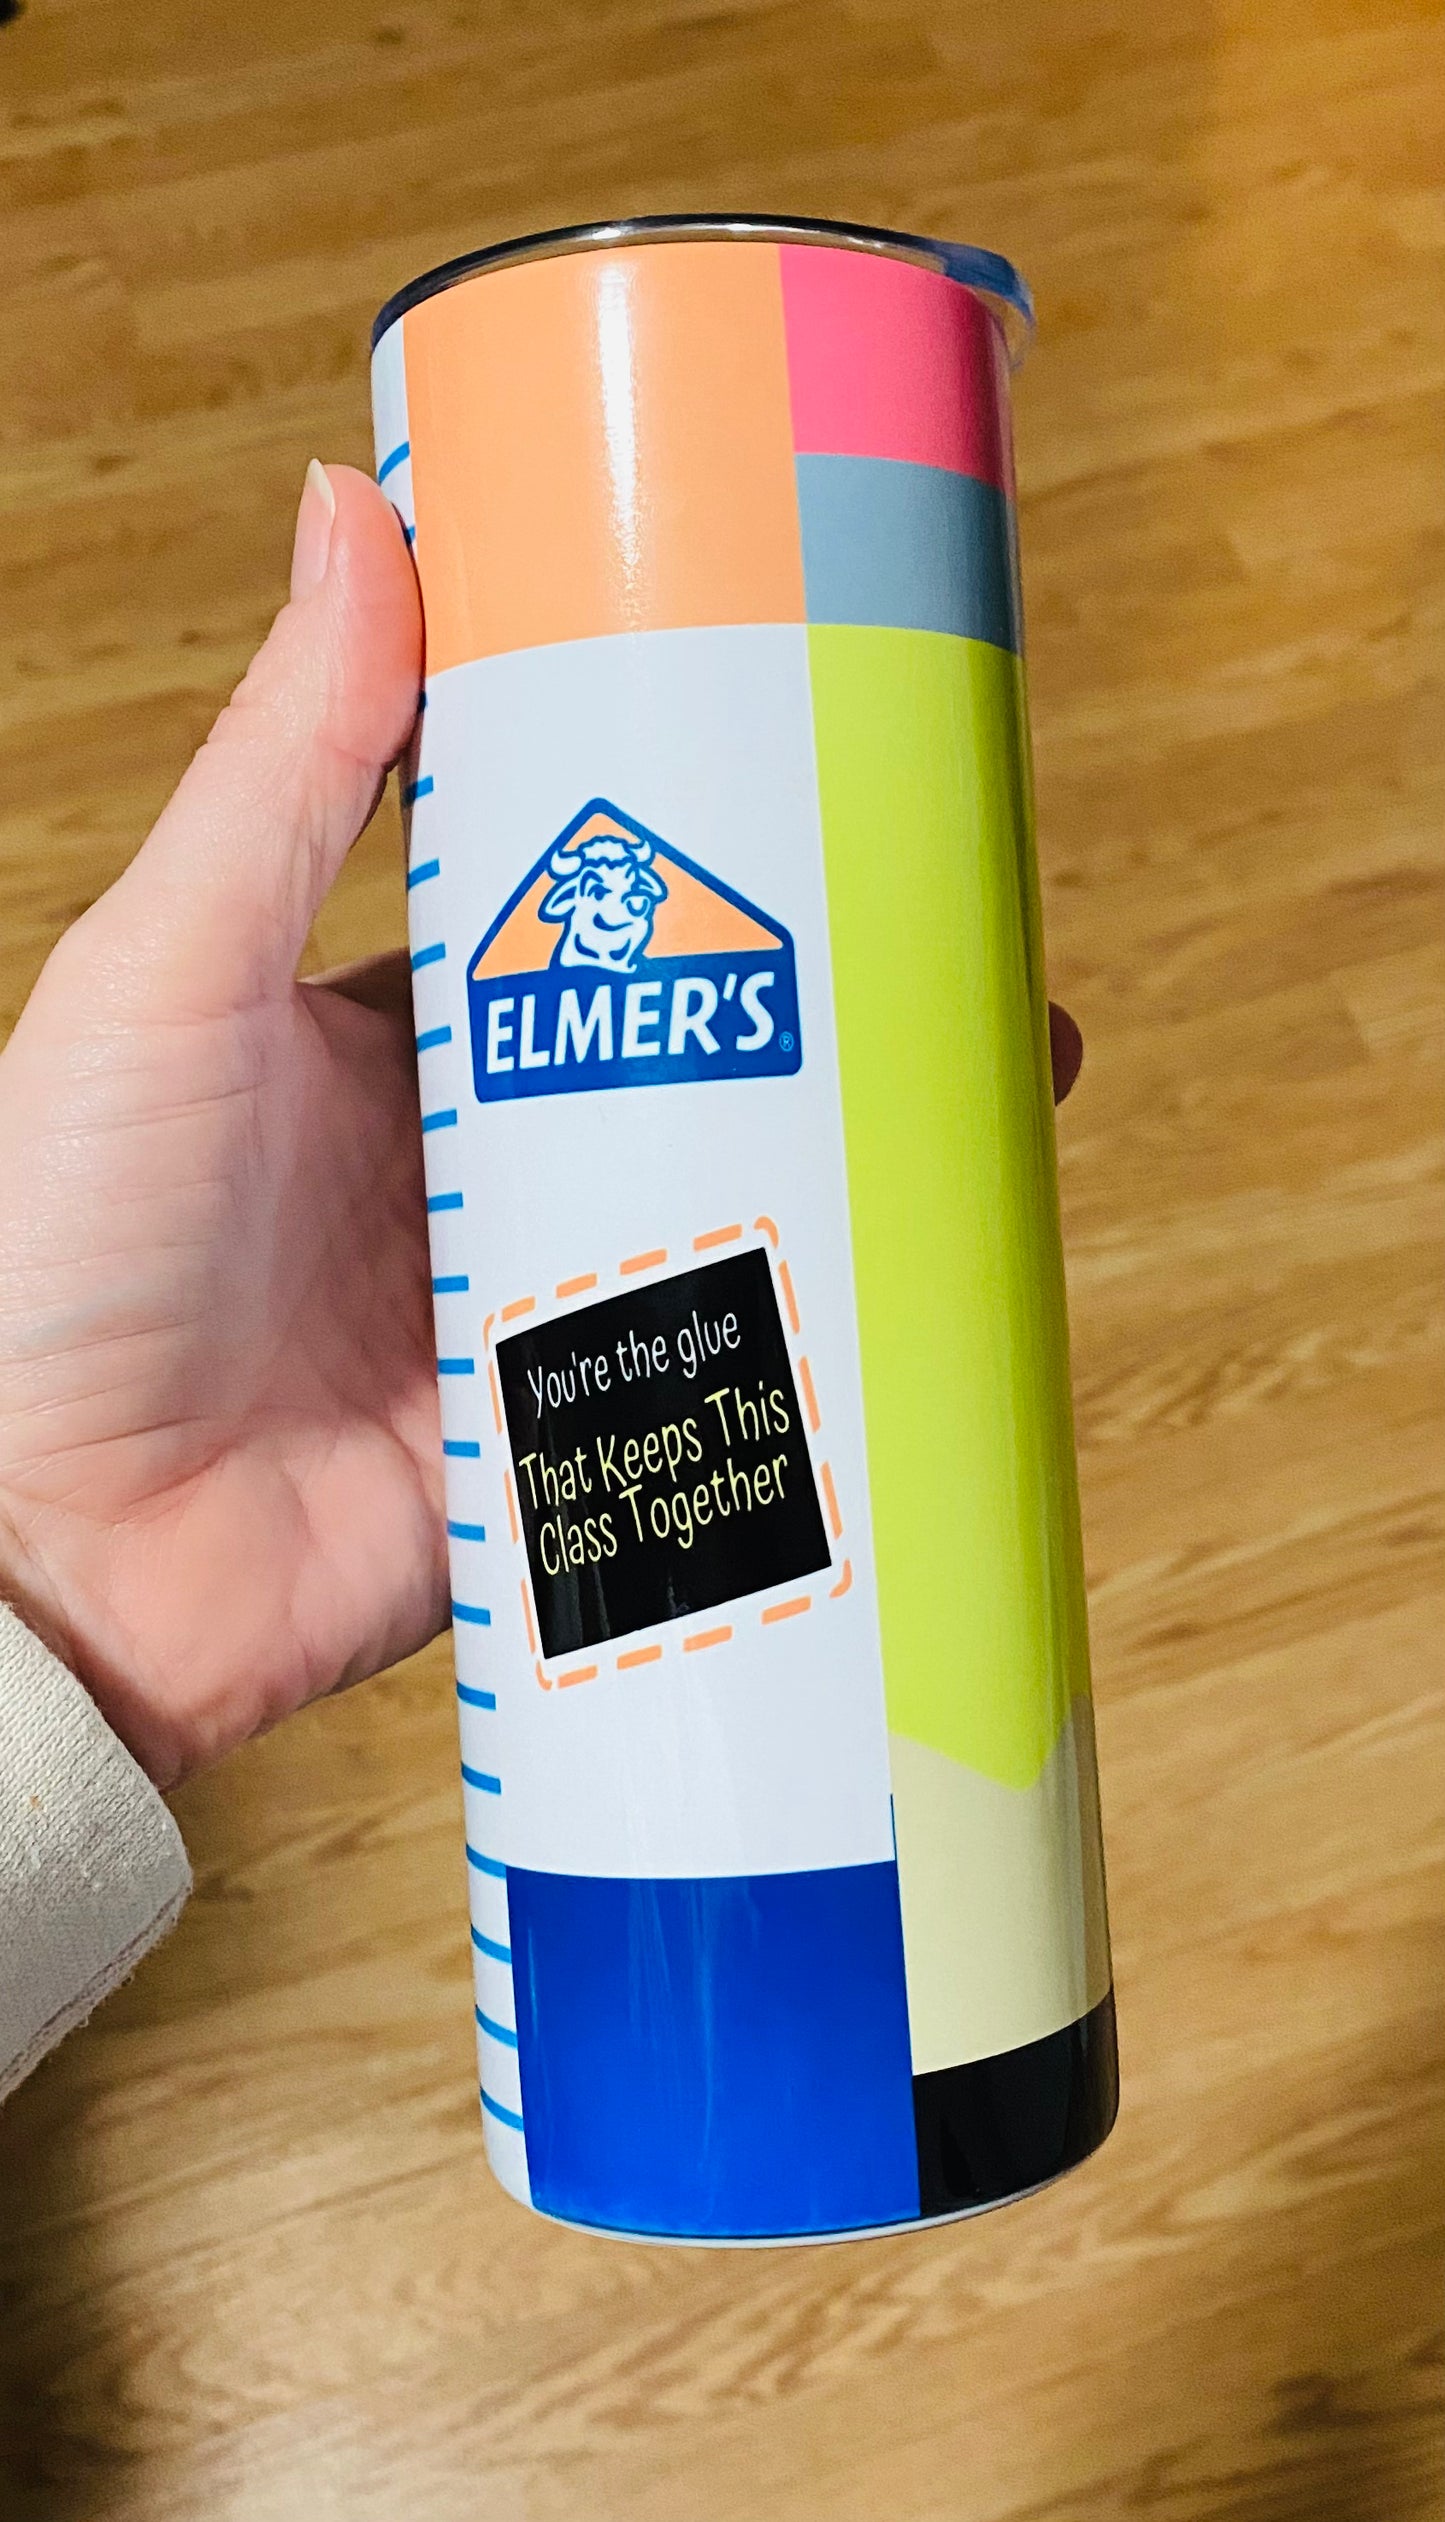 ELMER'S®
You're the glue
That Keeps This
Class Together